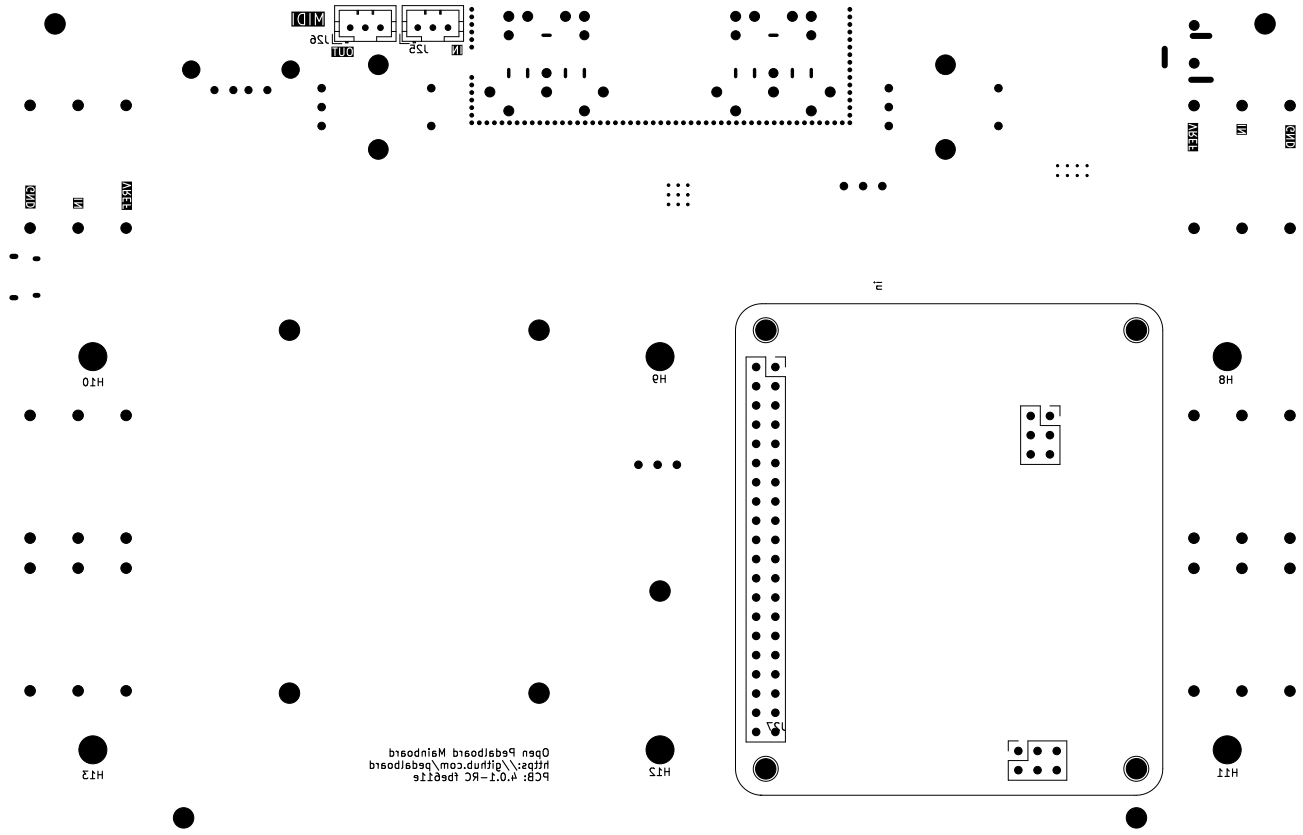 MIDI
J26
OUT
J25
IN
VREF
IN
GND
GND
IN
VREF
H10
H9
H8
J27
Open Pedalboard Mainboard
https://github.com/pedalboard
PCB: 4.0.1-RC fbe611e
H13
H12
H11